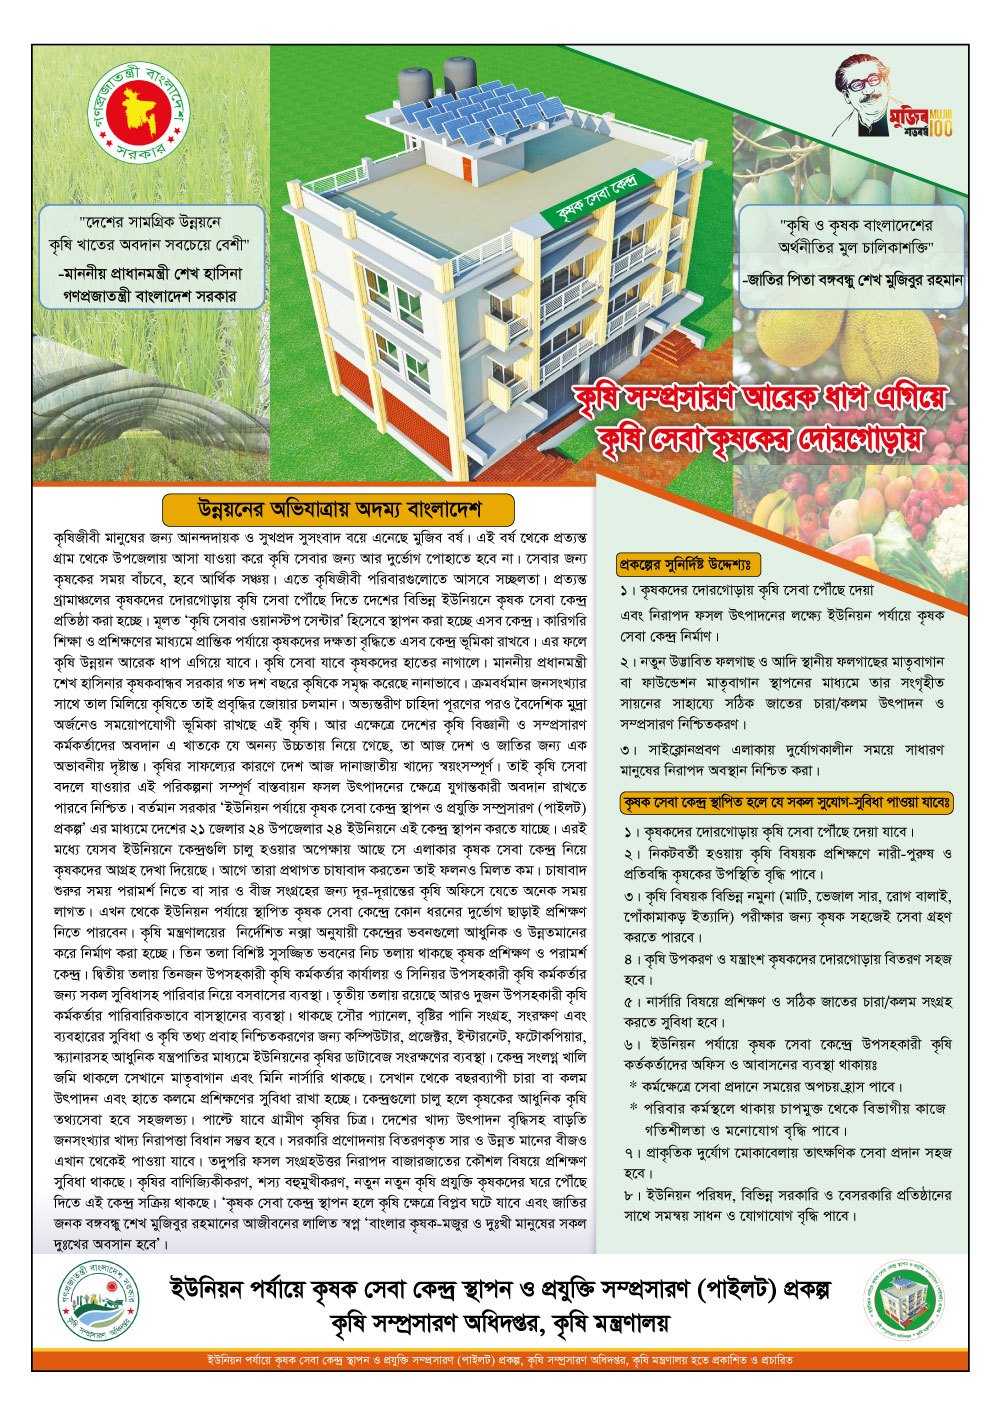 গণপ্রজাতন্ত্রী বাংলাদেশ
সরকার
মুজিব MUJIB
শতবর্ষ 100
"দেশের সামগ্রিক উন্নয়নে
কৃষি খাতের অবদান সবচেয়ে বেশী"
-মাননীয় প্রাধানমন্ত্রী শেখ হাসিনা
গণপ্রজাতন্ত্রী বাংলাদেশ সরকার
কৃষক সেবা কেন্দ্র
"কৃষি ও কৃষক বাংলাদেশের
অর্থনীতির মুল চালিকাশক্তি"
-জাতির পিতা বঙ্গবন্ধু শেখ মুজিবুর রহমান
কৃষি সম্প্রসারণ আরেক ধাপ এগিয়ে
কৃষি সেবা কৃষকের দোরগোড়ায়
উন্নয়নের অভিযাত্রায় অদম্য বাংলাদেশ
কৃষিজীবী মানুষের জন্য আনন্দদায়ক ও সুখপ্রদ সুসংবাদ বয়ে এনেছে মুজিব বর্ষ। এই বর্ষ থেকে প্রত্যন্ত
গ্রাম থেকে উপজেলায় আসা যাওয়া করে কৃষি সেবার জন্য আর দুর্ভোগ পোহাতে হবে না। সেবার জন্য
কৃষকের সময় বাঁচবে, হবে আর্থিক সঞ্চয়। এতে কৃষিজীবী পরিবারগুলোতে আসবে সচ্ছলতা। প্রত্যন্ত
গ্রামাঞ্চলের কৃষকদের দোরগোড়ায় কৃষি সেবা পৌঁছে দিতে দেশের বিভিন্ন ইউনিয়নে কৃষক সেবা কেন্দ্র
প্রতিষ্ঠা করা হচ্ছে। মূলত ‘কৃষি সেবার ওয়ানস্টপ সেন্টার’ হিসেবে স্থাপন করা হচ্ছে এসব কেন্দ্র। কারিগরি
শিক্ষা ও প্রশিক্ষণের মাধ্যমে প্রান্তিক পর্যায়ে কৃষকদের দক্ষতা বৃদ্ধিতে এসব কেন্দ্র ভূমিকা রাখবে। এর ফলে
কৃষি উন্নয়ন আরেক ধাপ এগিয়ে যাবে। কৃষি সেবা যাবে কৃষকদের হাতের নাগালে। মাননীয় প্রধানমন্ত্রী
শেখ হাসিনার কৃষকবান্ধব সরকার গত দশ বছরে কৃষিকে সমৃদ্ধ করেছে নানাভাবে। ক্রমবর্ধমান জনসংখ্যার
সাথে তাল মিলিয়ে কৃষিতে তাই প্রবৃদ্ধির জোয়ার চলমান। অভ্যন্তরীণ চাহিদা পূরণের পরও বৈদেশিক মুদ্রা
অর্জনেও সময়োপযোগী ভূমিকা রাখছে এই কৃষি। আর এক্ষেত্রে দেশের কৃষি বিজ্ঞানী ও সম্প্রসারণ
কর্মকর্তাদের অবদান এ খাতকে যে অনন্য উচ্চতায় নিয়ে গেছে, তা আজ দেশ ও জাতির জন্য এক
অভাবনীয় দৃষ্টান্ত। কৃষির সাফল্যের কারণে দেশ আজ দানাজাতীয় খাদ্যে স্বয়ংসম্পূর্ণ। তাই কৃষি সেবা
বদলে যাওয়ার এই পরিকল্পনা সম্পূর্ণ বাস্তবায়ন ফসল উৎপাদনের ক্ষেত্রে যুগান্তকারী অবদান রাখতে
পারবে নিশ্চিত। বর্তমান সরকার ‘ইউনিয়ন পর্যায়ে কৃষক সেবা কেন্দ্র স্থাপন ও প্রযুক্তি সম্প্রসারণ (পাইলট)
প্রকল্প’ এর মাধ্যমে দেশের ২১ জেলার ২৪ উপজেলার ২৪ ইউনিয়নে এই কেন্দ্র স্থাপন করতে যাচ্ছে। এরই
মধ্যে যেসব ইউনিয়নে কেন্দ্রগুলি চালু হওয়ার অপেক্ষায় আছে সে এলাকার কৃষক সেবা কেন্দ্র নিয়ে
কৃষকদের আগ্রহ দেখা দিয়েছে। আগে তারা প্রথাগত চাষাবাদ করতেন তাই ফলনও মিলত কম। চাষাবাদ
শুরুর সময় পরামর্শ নিতে বা সার ও বীজ সংগ্রহের জন্য দূর-দূরান্তের কৃষি অফিসে যেতে অনেক সময়
লাগত। এখন থেকে ইউনিয়ন পর্যায়ে স্থাপিত কৃষক সেবা কেন্দ্রে কোন ধরনের দুর্ভোগ ছাড়াই প্রশিক্ষণ
নিতে পারবেন। কৃষি মন্ত্রণালয়ের নির্দেশিত নক্সা অনুযায়ী কেন্দ্রের ভবনগুলো আধুনিক ও উন্নতমানের
করে নির্মাণ করা হচ্ছে। তিন তলা বিশিষ্ট সুসজ্জিত ভবনের নিচ তলায় থাকছে কৃষক প্রশিক্ষণ ও পরামর্শ
কেন্দ্র। দ্বিতীয় তলায় তিনজন উপসহকারী কৃষি কর্মকর্তার কার্যালয় ও সিনিয়র উপসহকারী কৃষি কর্মকর্তার
জন্য সকল সুবিধাসহ পারিবার নিয়ে বসবাসের ব্যবস্থা। তৃতীয় তলায় রয়েছে আরও দুজন উপসহকারী কৃষি
কর্মকর্তার পারিবারিকভাবে বাসস্থানের ব্যবস্থা। থাকছে সৌর প্যানেল, বৃষ্টির পানি সংগ্রহ, সংরক্ষণ এবং
ব্যবহারের সুবিধা ও কৃষি তথ্য প্রবাহ নিশ্চিতকরণের জন্য কম্পিউটার, প্রজেক্টর, ইন্টারনেট, ফটোকপিয়ার,
স্ক্যানারসহ আধুনিক যন্ত্রপাতির মাধ্যমে ইউনিয়নের কৃষির ডাটাবেজ সংরক্ষণের ব্যবস্থা। কেন্দ্র সংলগ্ন খালি
জমি থাকলে সেখানে মাতৃবাগান এবং মিনি নার্সারি থাকছে। সেখান থেকে বছরব্যাপী চারা বা কলম
উৎপাদন এবং হাতে কলমে প্রশিক্ষণের সুবিধা রাখা হচ্ছে। কেন্দ্রগুলো চালু হলে কৃষকের আধুনিক কৃষি
তথ্যসেবা হবে সহজলভ্য। পাল্টে যাবে গ্রামীণ কৃষির চিত্র। দেশের খাদ্য উৎপাদন বৃদ্ধিসহ বাড়তি
জনসংখ্যার খাদ্য নিরাপত্তা বিধান সম্ভব হবে। সরকারি প্রণোদনায় বিতরণকৃত সার ও উন্নত মানের বীজও
এখান থেকেই পাওয়া যাবে। তদুপরি ফসল সংগ্রহউত্তর নিরাপদ বাজারজাতের কৌশল বিষয়ে প্রশিক্ষণ
সুবিধা থাকছে। কৃষির বাণিজ্যিকীকরণ, শস্য বহুমুখীকরণ, নতুন নতুন কৃষি প্রযুক্তি কৃষকদের ঘরে পৌঁছে
দিতে এই কেন্দ্র সক্রিয় থাকছে। ‘কৃষক সেবা কেন্দ্র স্থাপন হলে কৃষি ক্ষেত্রে বিপ্লব ঘটে যাবে এবং জাতির
জনক বঙ্গবন্ধু শেখ মুজিবুর রহমানের আজীবনের লালিত স্বপ্ন ‘বাংলার কৃষক-মজুর ও দুঃখী মানুষের সকল
দুঃখের অবসান হবে’।
প্রকল্পের সুনির্দিষ্ট উদ্দেশ্যঃ
১। কৃষকদের দোরগোড়ায় কৃষি সেবা পৌঁছে দেয়া
এবং নিরাপদ ফসল উৎপাদনের লক্ষ্যে ইউনিয়ন পর্যায়ে কৃষক
সেবা কেন্দ্র নির্মাণ।
২। নতুন উদ্ভাবিত ফলগাছ ও আদি স্থানীয় ফলগাছের মাতৃবাগান
বা ফাউন্ডেশন মাতৃবাগান স্থাপনের মাধ্যমে তার সংগৃহীত
সায়নের সাহায্যে সঠিক জাতের চারা/কলম উৎপাদন ও
সম্প্রসারণ নিশ্চিতকরণ।
৩। সাইক্লোনপ্রবণ এলাকায় দুর্যোগকালীন সময়ে সাধারণ
মানুষের নিরাপদ অবস্থান নিশ্চিত করা।
কৃষক সেবা কেন্দ্র স্থাপিত হলে যে সকল সুযোগ-সুবিধা পাওয়া যাবেঃ
১। কৃষকদের দোরগোড়ায় কৃষি সেবা পৌঁছে দেয়া যাবে।
২। নিকটবর্তী হওয়ায় কৃষি বিষয়ক প্রশিক্ষণে নারী-পুরুষ ও
প্রতিবন্ধি কৃষকের উপস্থিতি বৃদ্ধি পাবে।
৩। কৃষি বিষয়ক বিভিন্ন নমুনা (মাটি, ভেজাল সার, রোগ বালাই,
পোঁকামাকড় ইত্যাদি) পরীক্ষার জন্য কৃষক সহজেই সেবা গ্রহণ
করতে পারবে।
৪। কৃষি উপকরণ ও যন্ত্রাংশ কৃষকদের দোরগোড়ায় বিতরণ সহজ
হবে।
৫। নার্সারি বিষয়ে প্রশিক্ষণ ও সঠিক জাতের চারা/কলম সংগ্রহ
করতে সুবিধা হবে।
৬। ইউনিয়ন পর্যায়ে কৃষক সেবা কেন্দ্রে উপসহকারী কৃষি
কর্তকর্তাদের অফিস ও আবাসনের ব্যবস্থা থাকায়ঃ
* কর্মক্ষেত্রে সেবা প্রদানে সময়ের অপচয় হ্রাস পাবে।
* পরিবার কর্মস্থলে থাকায় চাপমুক্ত থেকে বিভাগীয় কাজে
গতিশীলতা ও মনোযোগ বৃদ্ধি পাবে।
৭। প্রাকৃতিক দুর্যোগ মোকাবেলায় তাৎক্ষণিক সেবা প্রদান সহজ
হবে।
৮। ইউনিয়ন পরিষদ, বিভিন্ন সরকারি ও বেসরকারি প্রতিষ্ঠানের
সাথে সমন্বয় সাধন ও যোগাযোগ বৃদ্ধি পাবে।
গণপ্রজাতন্ত্রী বাংলাদেশ সরকার
কৃষি সম্প্রসারণ অধিদপ্তর
ইউনিয়ন পর্যায়ে কৃষক সেবা কেন্দ্র স্থাপন ও প্রযুক্তি সম্প্রসারণ (পাইলট) প্রকল্প
কৃষি সম্প্রসারণ অধিদপ্তর, কৃষি মন্ত্রণালয়
ইউনিয়ন পর্যায়ে কৃষক সেবা কেন্দ্র স্থাপন ও প্রযুক্তি সম্প্রসারণ (পাইলট) প্রকল্প, কৃষি সম্প্রসারণ অধিদপ্তর, কৃষি মন্ত্রণালয় হতে প্রকাশিত ও প্রচারিত